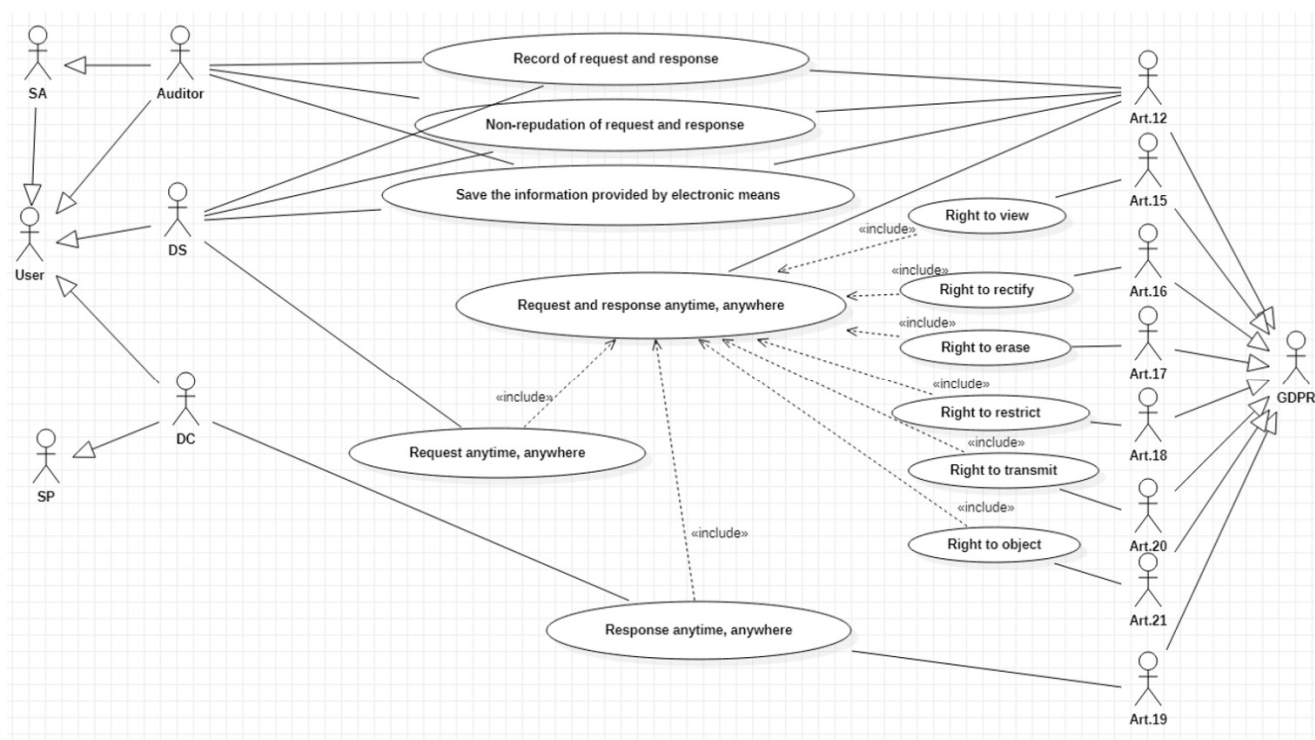 SA
Auditor
Record of request and response
Art.12
Non-repudation of request and response
Art.15
Save the information provided by electronic means
DS
Right to view
«include»
User
Art.16
«include»
Right to rectify
Request and response anytime, anywhere
«include»
Right to erase
Art.17
GDPR
«include»
«include»
Right to restrict
DC
«include»
Art.18
Request anytime, anywhere
Right to transmit
SP
«include»
Art.20
Right to object
«include»
Art.21
Response anytime, anywhere
Art.19